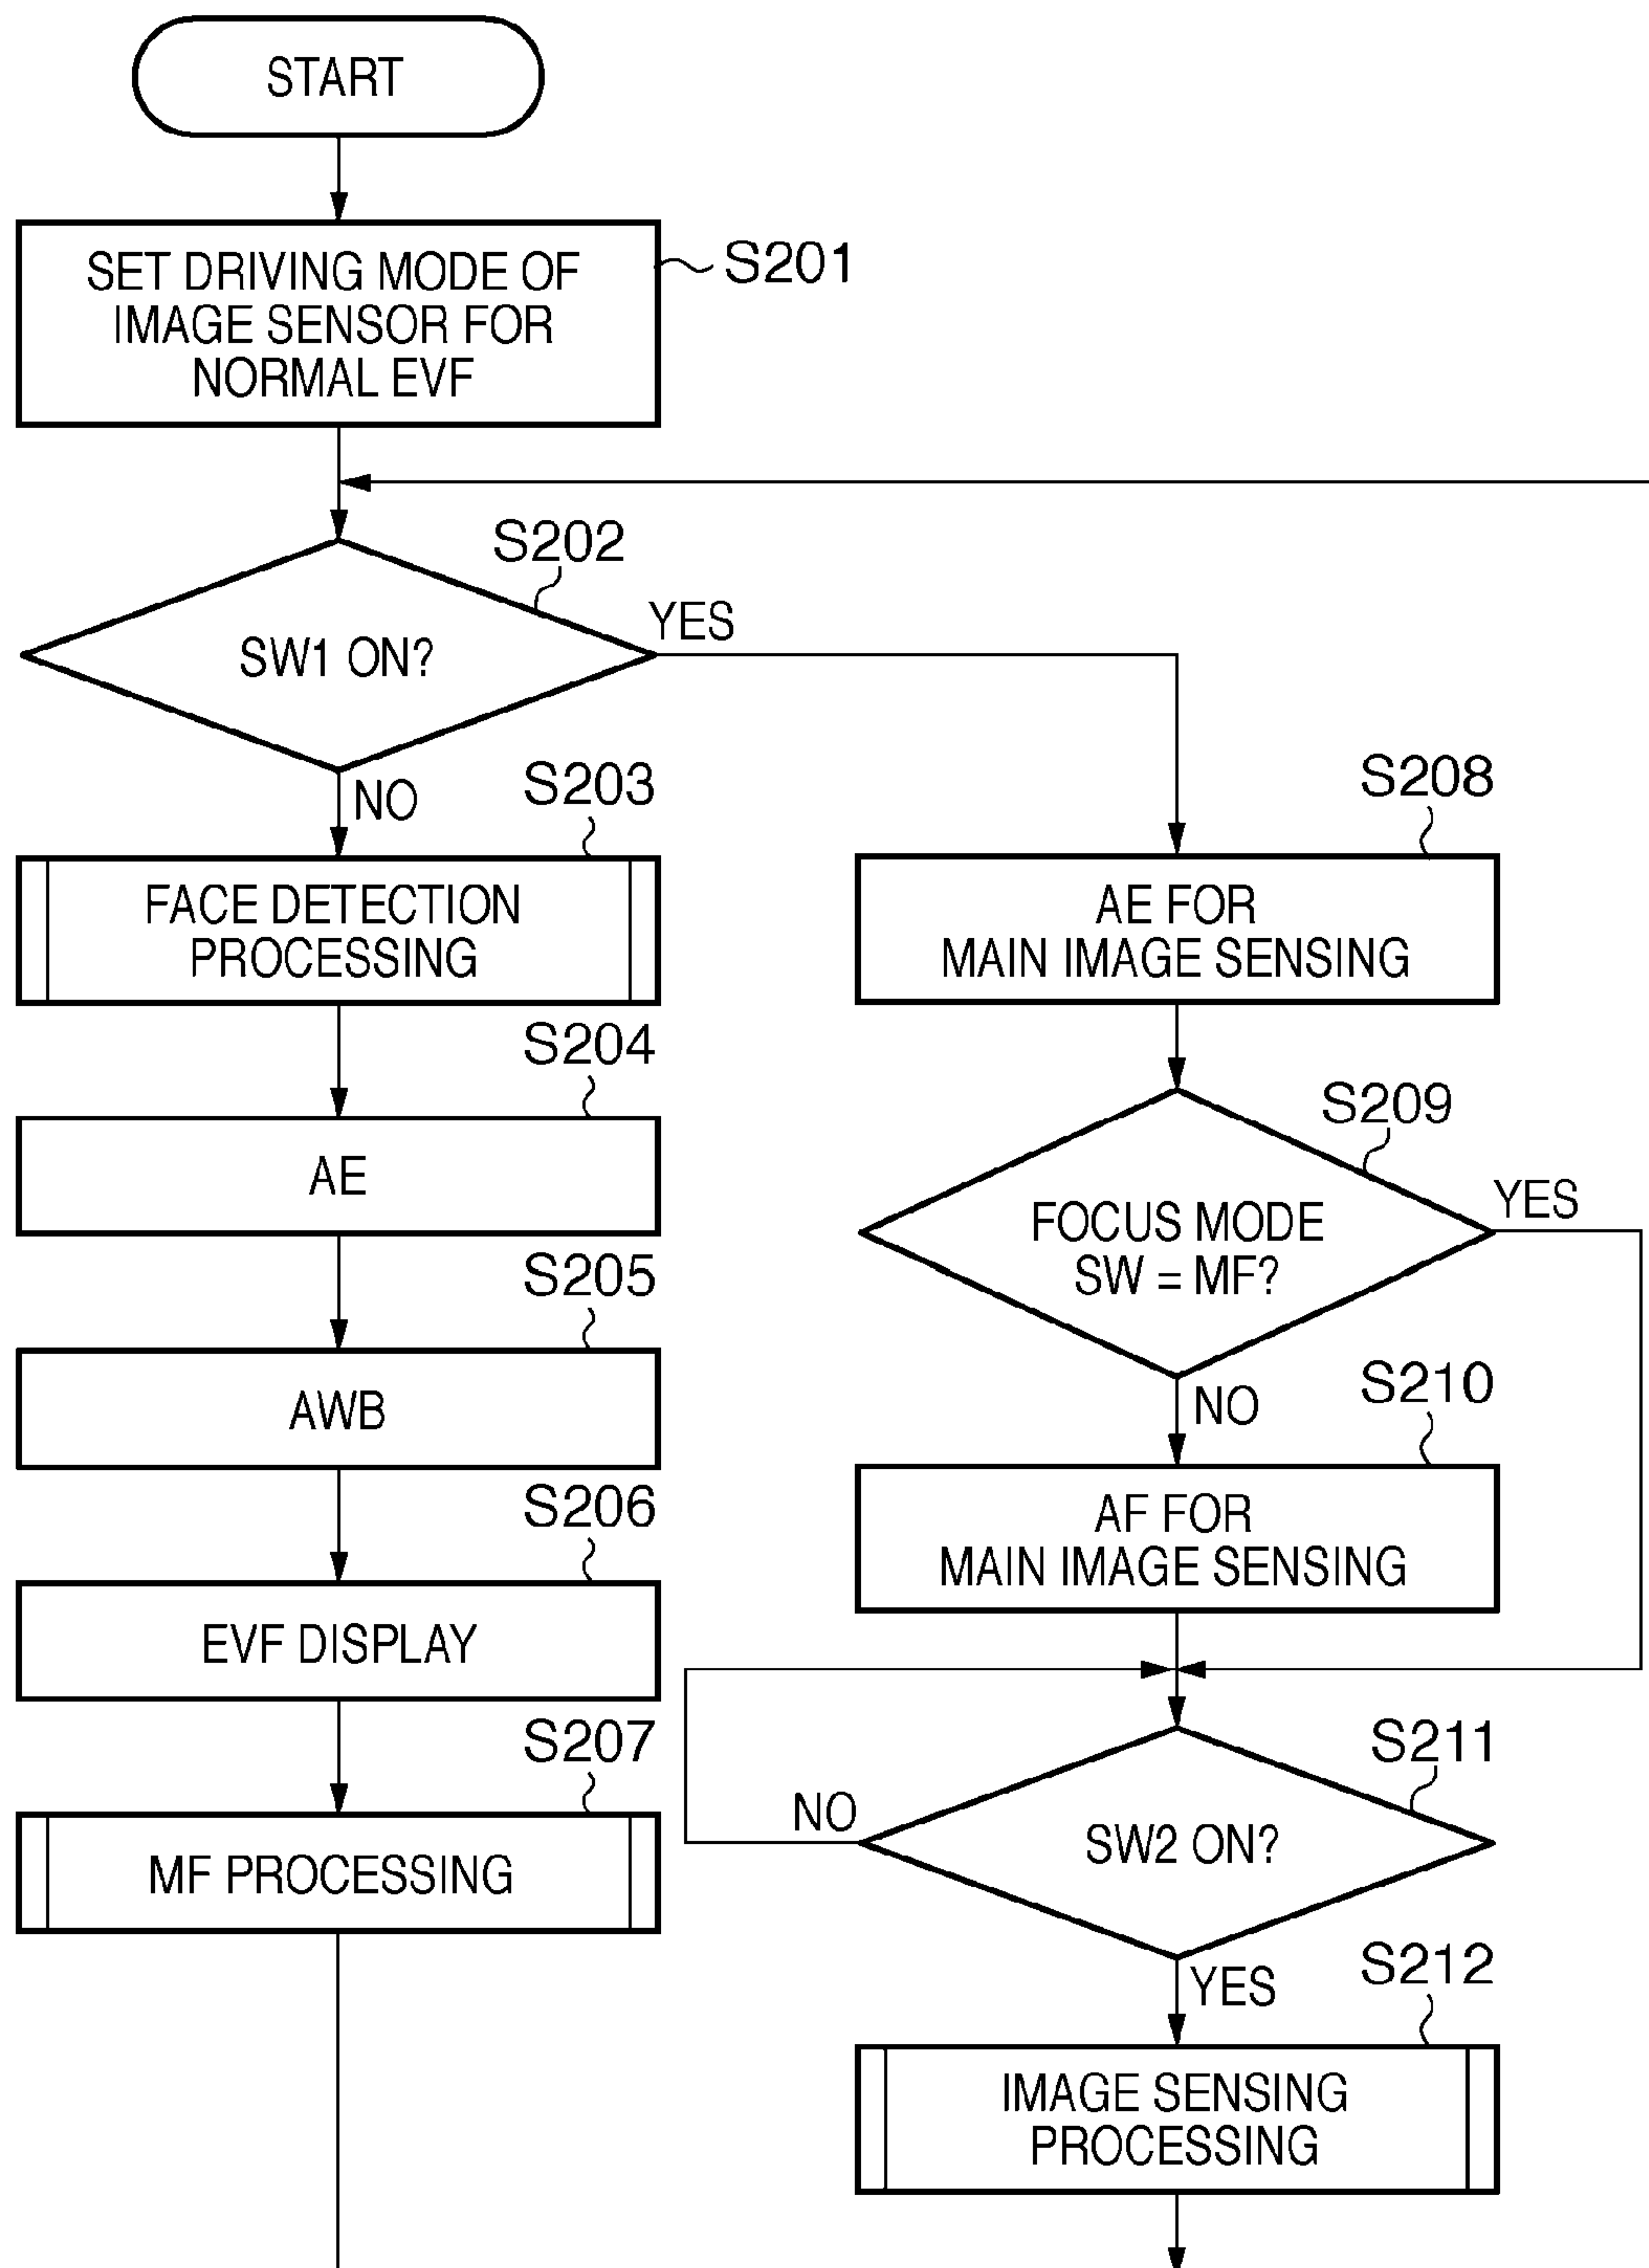 START
SET DRIVING MODE OF
IMAGE SENSOR FOR
NORMAL EVF
S201
S202
SW1 ON?
YES
NO
S203
FACE DETECTION
PROCESSING
S204
AE
S205
AWB
S206
EVF DISPLAY
S207
MF PROCESSING
S208
AE FOR
MAIN IMAGE SENSING
S209
FOCUS MODE
SW = MF?
YES
NO
S210
AF FOR
MAIN IMAGE SENSING
S211
SW2 ON?
NO
YES
S212
IMAGE SENSING
PROCESSING